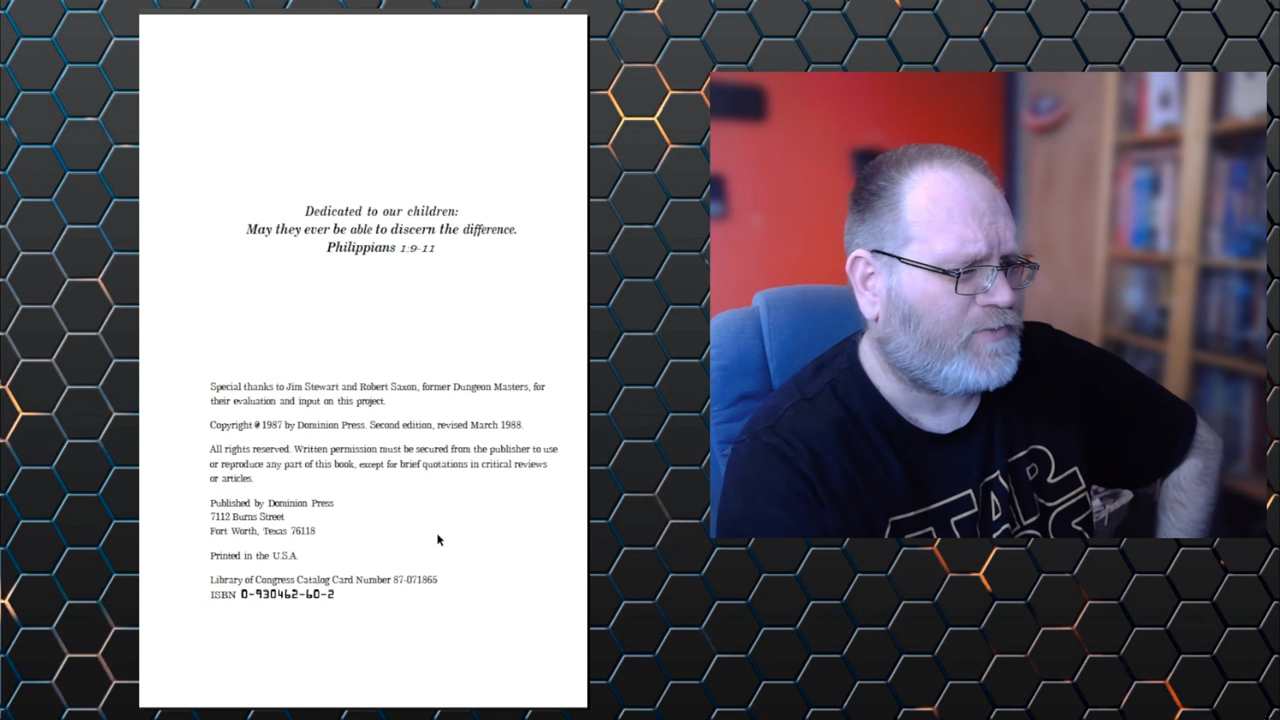 Dedicated to our children:
May they ever be able to discern the difference.
Philippians 1:9-11
Special thanks to Jim Stewart and Robert Saxon, former Dungeon Masters, for
their evaluation and input on this project.
Copyright @ 1987 by Dominion Press. Second edition, revised March 1988.
All rights reserved. Written permission must be secured from the publisher to use
or reproduce any part of this book, except for brief quotations in critical reviews
or articles.
Published by Dominion Press
7112 Burns Street
Fort Worth, Texas 76118
Printed in the U.S.A.
Library of Congress Catalog Card Number 87-071865
ISBN 0-930462-60-2
STAR